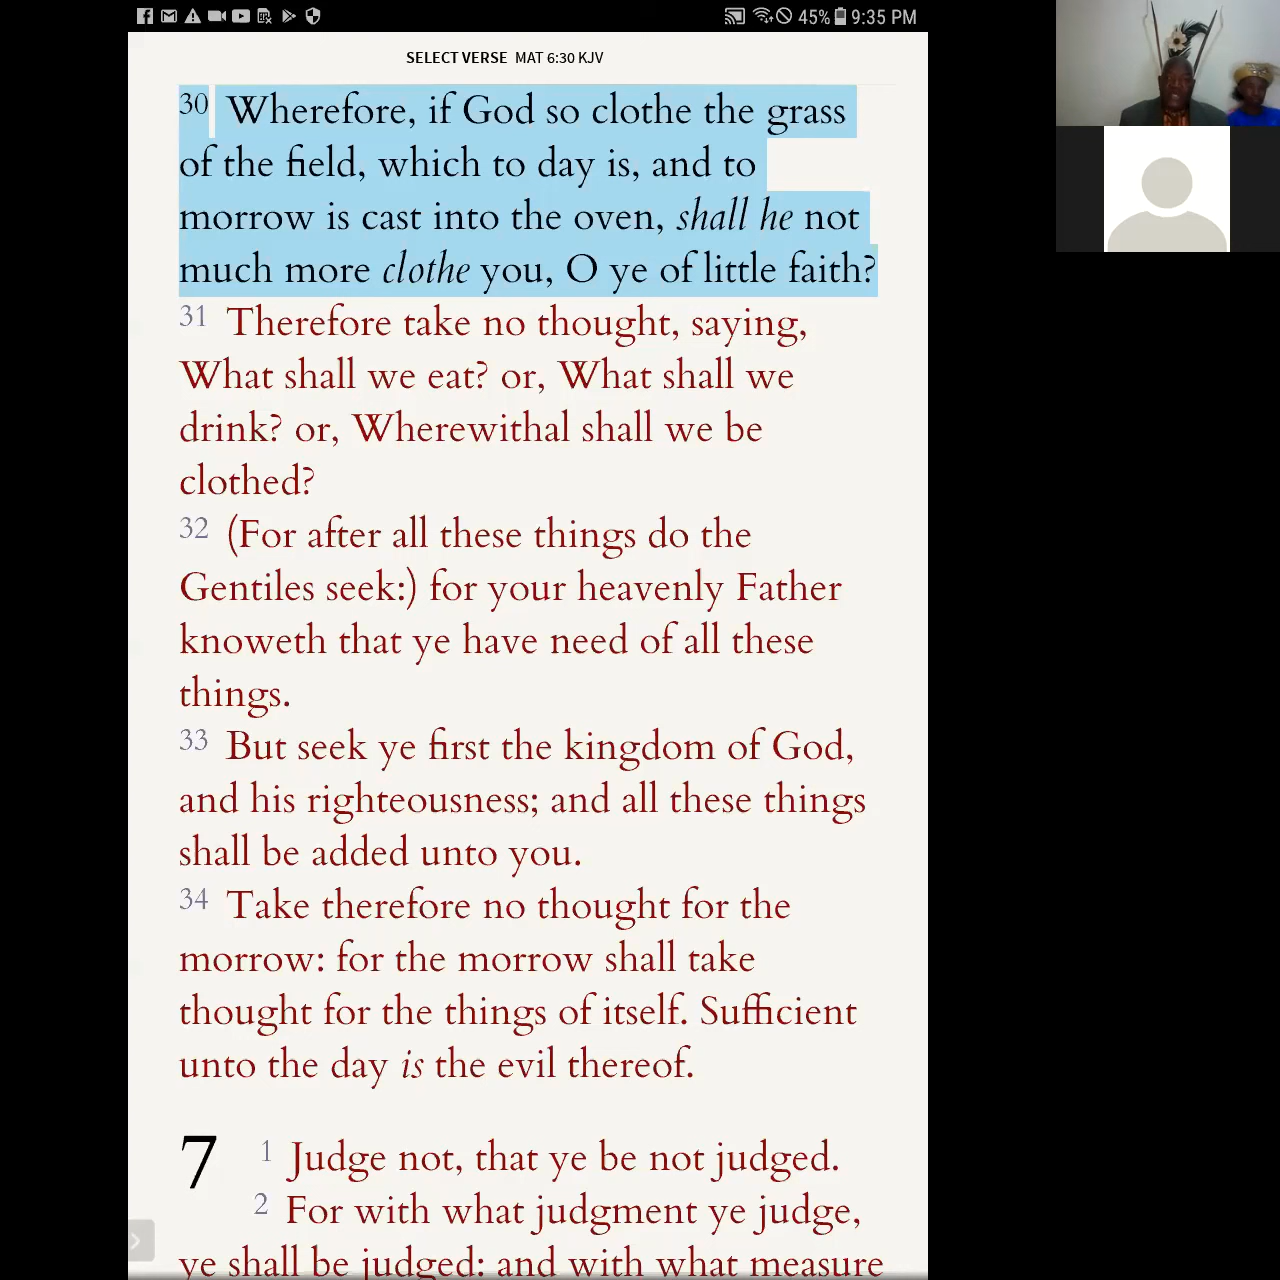 45% 9:35 PM
SELECT VERSE MAT 6:30 KJV
30 Wherefore, if God so clothe the grass
of the field, which to day is, and to
morrow is cast into the oven, shall he not
much more clothe you, O ye of little faith?
31 Therefore take no thought, saying,
What shall we eat? or, What shall we
drink? or, Wherewithal shall we be
clothed?
32 (For after all these things do the
Gentiles seek:) for your heavenly Father
knoweth that ye have need of all these
things.
33 But seek ye first the kingdom of God,
and his righteousness; and all these things
shall be added unto you.
34 Take therefore no thought for the
morrow: for the morrow shall take
thought for the things of itself. Sufficient
unto the day is the evil thereof.
7 1 Judge not, that ye be not judged.
2 For with what judgment ye judge,
ye shall be judged: and with what measure